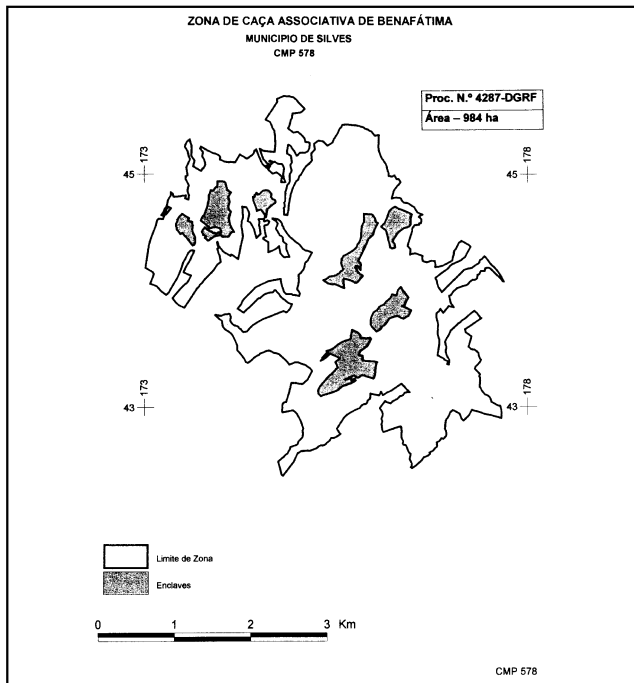 ZONA DE CAÇA ASSOCIATIVA DE BENAFÁTIMA
MUNICIPIO DE SILVES
CMP 578
Proc. N.º 4287-DGRF
Área – 984 ha
173
178
45
45
173
178
43
43
Limite de Zona
Enclaves
0 1 2 3 Km
CMP 578